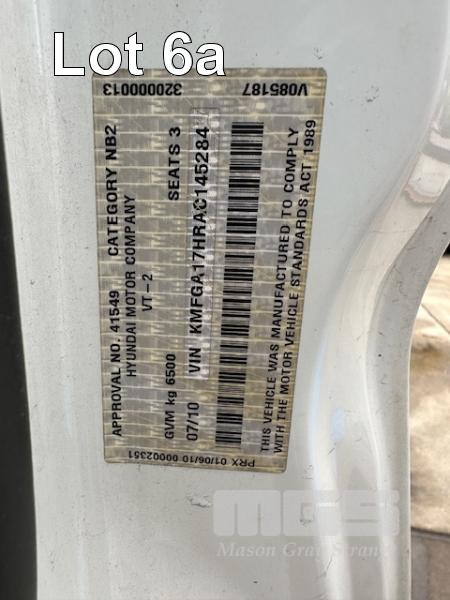 Lot 6a
320000013 V085187
APPROVAL NO. 41549 CATEGORY NB2
HYUNDAI MOTOR COMPANY
VT-2
GVM kg 6500 SEATS 3
07/10 VIN KMFGA17HRAC145284
THIS VEHICLE WAS MANUFACTURED TO COMPLY
WITH THE MOTOR VEHICLE STANDARDS ACT 1989
PRX 01/06/10 00002351
MGS
Mason Gray Strang